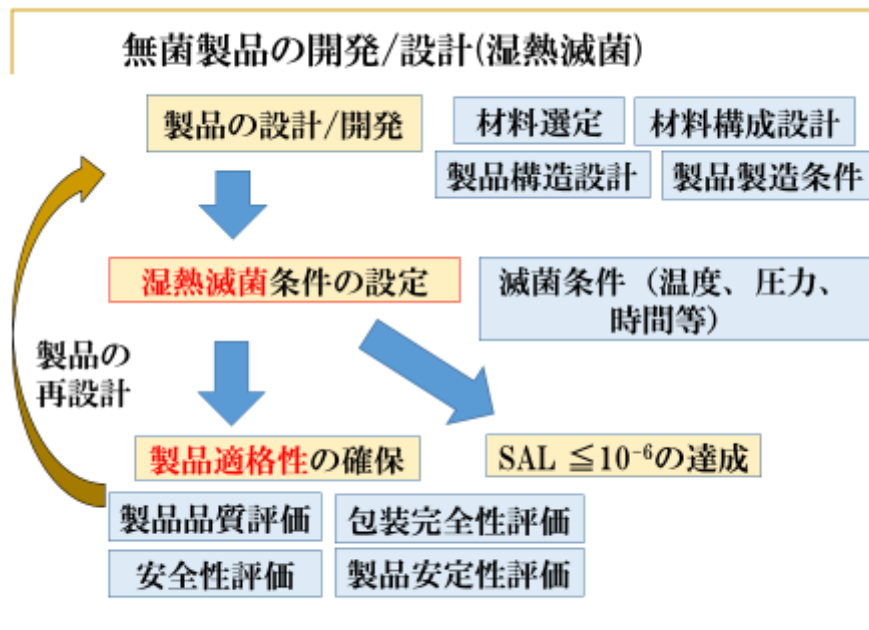 無菌製品の開発/設計(湿熱滅菌)
製品の設計/開発
材料選定
材料構成設計
製品構造設計
製品製造条件
湿熱滅菌条件の設定
滅菌条件（温度、圧力、
時間等）
製品の
再設計
製品適格性の確保
SAL ≦10⁻⁶の達成
製品品質評価
包装完全性評価
安全性評価
製品安定性評価